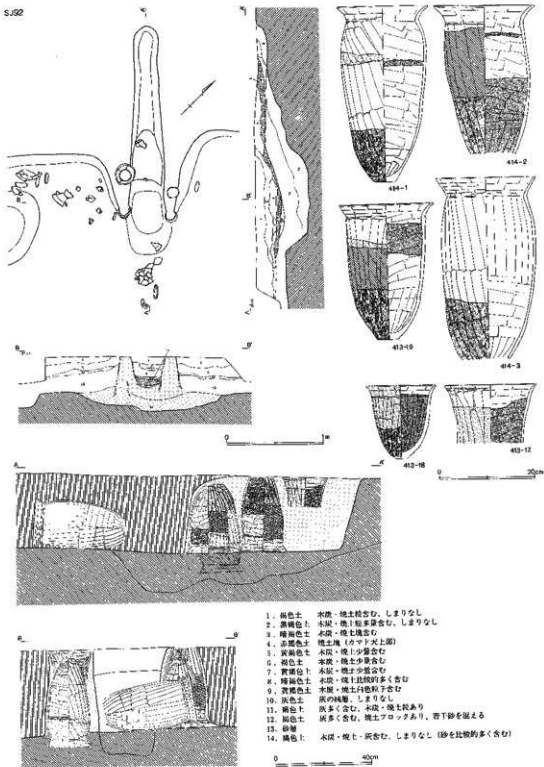 SJ92
414-1
414-2
413-19
414-3
413-18
413-17
B
B'
0 1m
0 20cm
A
A'
B
B'
1. 褐色土 木炭・焼土粒含む、しまりなし
2. 黒褐色土 木炭・焼土粒多量含む、しまりなし
3. 暗褐色土 木炭・焼土塊含む
4. 赤褐色土 焼土塊(カマド天上部)
5. 黄褐色土 木炭・焼土少量含む
6. 褐色土 木炭・焼土少量含む
7. 黄褐色土 木炭・焼土少量含む
8. 暗褐色土 木炭・焼土比較的多く含む
9. 黄褐色土 木炭・焼土白色粒子含む
10. 灰色土 灰の純層、しまりなし
11. 褐色土 灰多く含む、木炭・焼土粒あり
12. 褐色土 灰多く含む、焼土ブロックあり、若干砂を混える
13. 砂層
14. 褐色土 木炭・焼土・灰含む、しまりなし(砂を比較的多く含む)
0 40cm